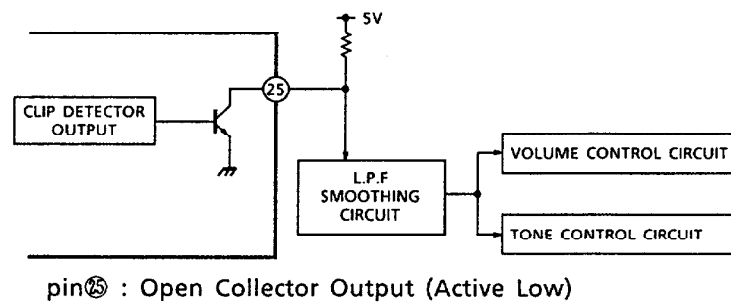 5V
25
CLIP DETECTOR
OUTPUT
L.P.F
SMOOTHING
CIRCUIT
VOLUME CONTROL CIRCUIT
TONE CONTROL CIRCUIT
pin㉕ : Open Collector Output (Active Low)